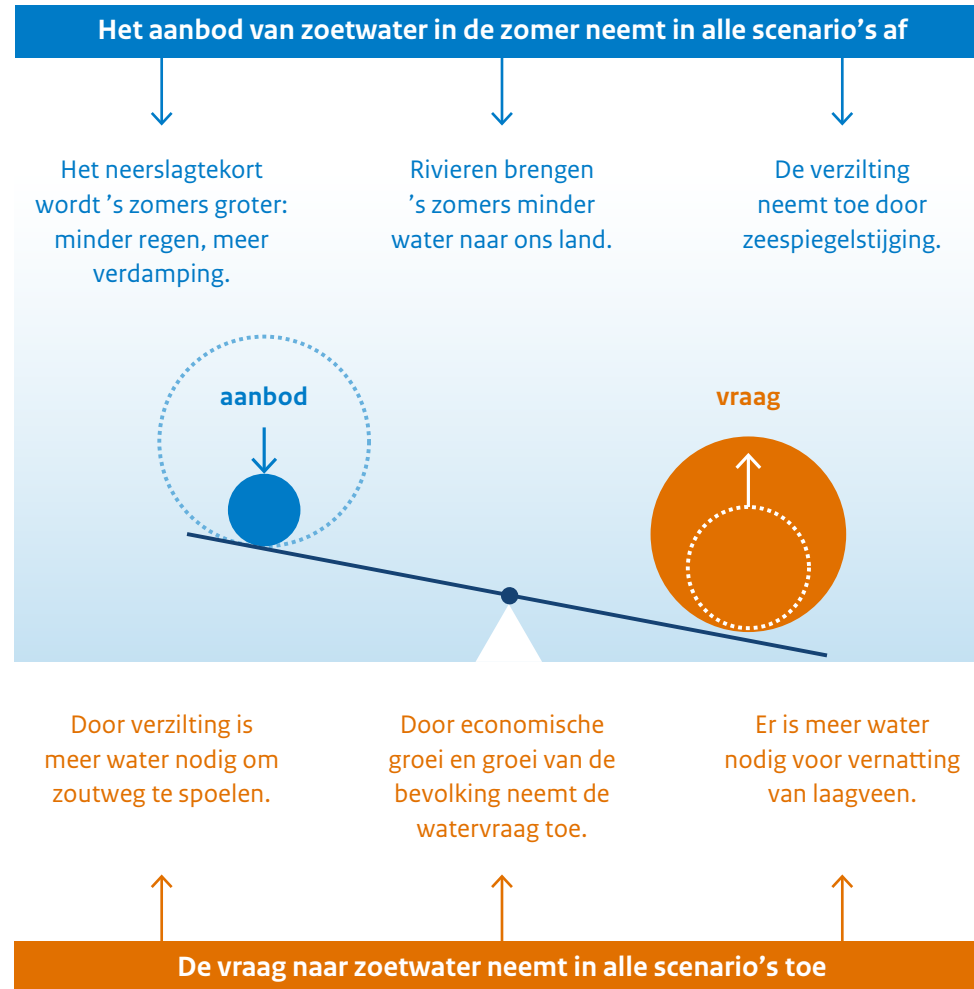 Het aanbod van zoetwater in de zomer neemt in alle scenario's af
Het neerslagtekort
wordt 's zomers groter:
minder regen, meer
verdamping.
Rivieren brengen
's zomers minder
water naar ons land.
De verzilting
neemt toe door
zeespiegelstijging.
aanbod
vraag
Door verzilting is
meer water nodig om
zoutweg te spoelen.
Door economische
groei en groei van de
bevolking neemt de
watervraag toe.
Er is meer water
nodig voor vernatting
van laagveen.
De vraag naar zoetwater neemt in alle scenario's toe